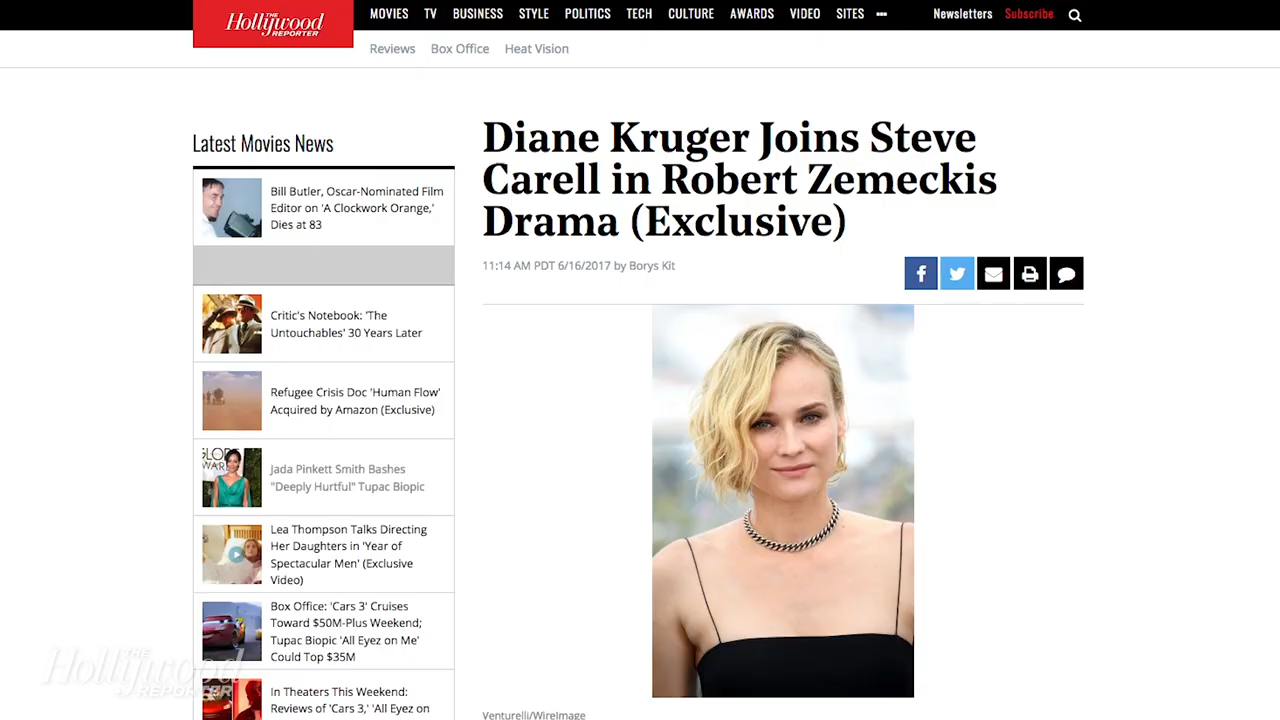 THE
Hollywood
REPORTER
MOVIES TV BUSINESS STYLE POLITICS TECH CULTURE AWARDS VIDEO SITES
Newsletters Subscribe
Reviews Box Office Heat Vision
Latest Movies News
Bill Butler, Oscar-Nominated Film
Editor on 'A Clockwork Orange,'
Dies at 83
Critic's Notebook: 'The
Untouchables' 30 Years Later
Refugee Crisis Doc 'Human Flow'
Acquired by Amazon (Exclusive)
GLOBE
Jada Pinkett Smith Bashes
"Deeply Hurtful" Tupac Biopic
Lea Thompson Talks Directing
Her Daughters in 'Year of
Spectacular Men' (Exclusive
Video)
Box Office: 'Cars 3' Cruises
Toward $50M-Plus Weekend;
Tupac Biopic 'All Eyez on Me'
Could Top $35M
In Theaters This Weekend:
Reviews of 'Cars 3,' 'All Eyez on
Diane Kruger Joins Steve
Carell in Robert Zemeckis
Drama (Exclusive)
11:14 AM PDT 6/16/2017 by Borys Kit
Venturelli/WireImage
THE
Hollywood
REPORTER